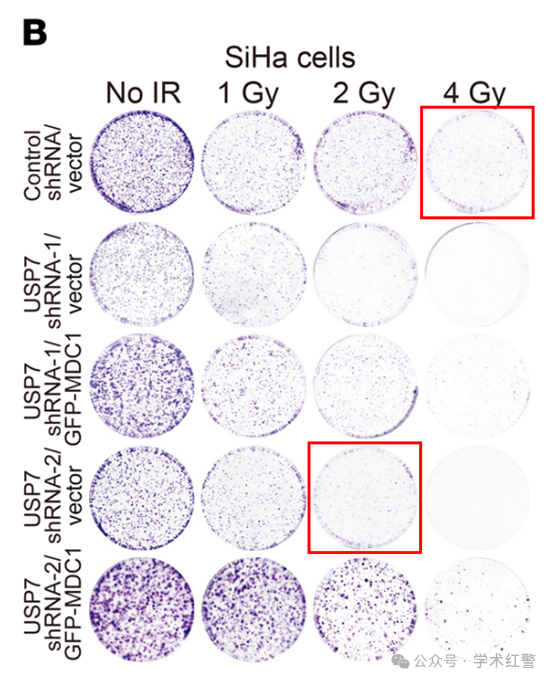 B
SiHa cells
No IR 1 Gy 2 Gy 4 Gy
Control
shRNA/
vector
USP7
shRNA-1/
vector
USP7
shRNA-1/
GFP-MDC1
USP7
shRNA-2/
vector
USP7
shRNA-2/
GFP-MDC1
公众号 · 学术红警